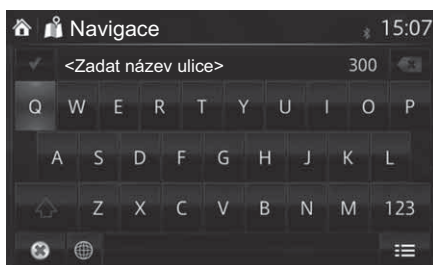 Navigace 15:07
<Zadat název ulice> 300
Q W E R T Y U I O P
A S D F G H J K L
Z X C V B N M 123